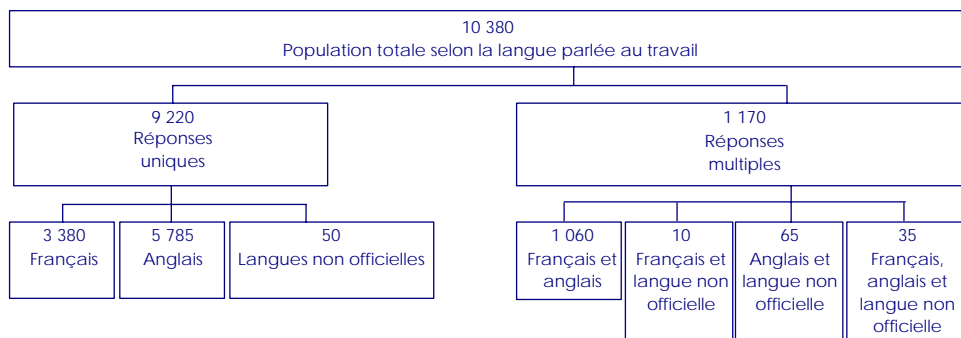 10 380
Population totale selon la langue parlée au travail
9 220
Réponses
uniques
1 170
Réponses
multiples
3 380
Français
5 785
Anglais
50
Langues non officielles
1 060
Français et
anglais
10
Français et
langue non
officielle
65
Anglais et
langue non
officielle
35
Français,
anglais et
langue non
officielle